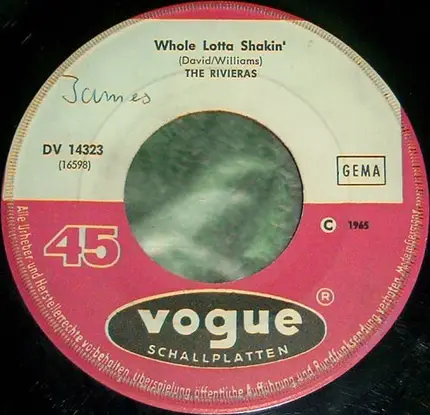 Whole Lotta Shakin'
(David/Williams)
THE RIVIERAS
James
DV 14323
(16598)
GEMA
© 1965
45
®
vogue
SCHALLPLATTEN
Alle Urheber- und Herstellerrechte vorbehalten, Überspielung, öffentliche Aufführung und Rundfunksendung verboten. Made in Germany